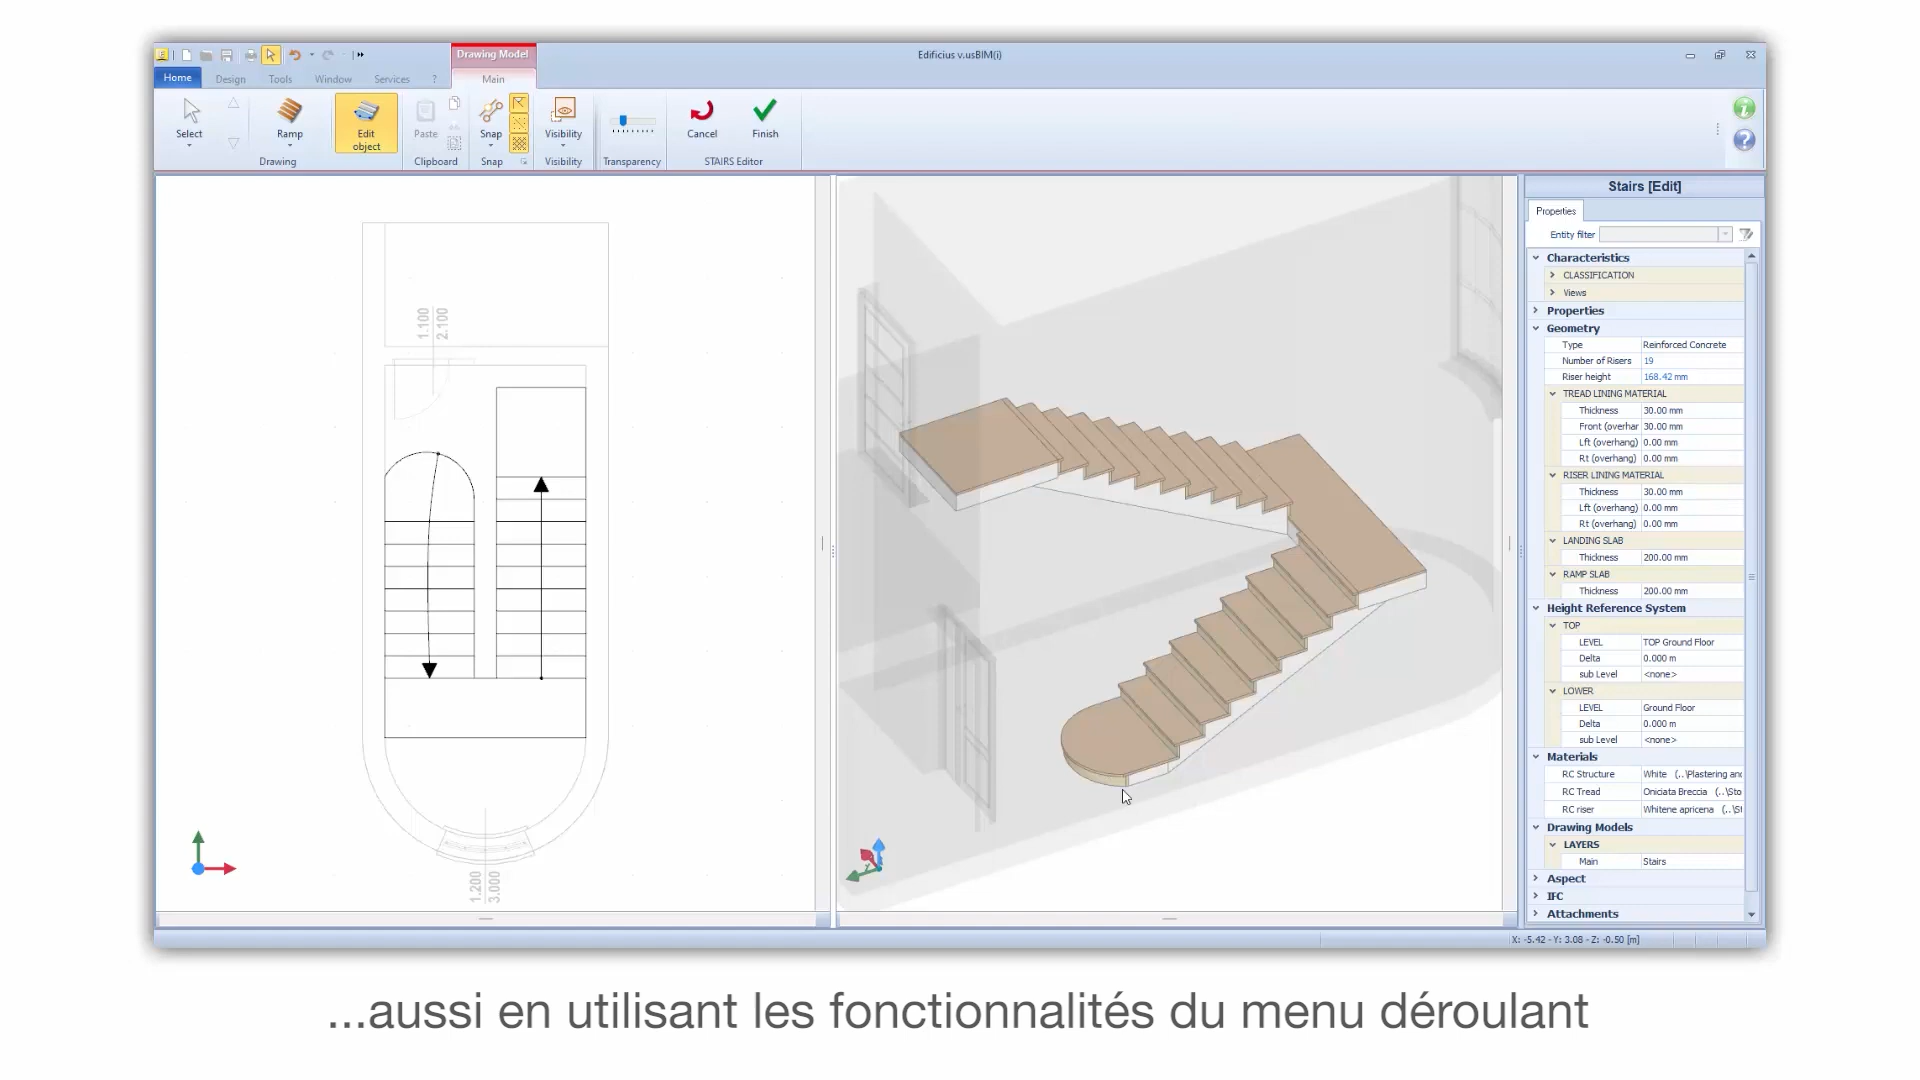 Drawing Model
Edificius v.usBIM(i)
Home
Design
Tools
Window
Services
?
Main
Select
Ramp
Edit
object
Paste
Snap
Visibility
Cancel
Finish
Drawing
Clipboard
Snap
Visibility
Transparency
STAIRS Editor
1.100
2.100
1.200
3.000
Stairs [Edit]
Properties
Entity filter
Characteristics
CLASSIFICATION
Views
Properties
Geometry
Type Reinforced Concrete
Number of Risers 19
Riser height 168.42 mm
TREAD LINING MATERIAL
Thickness 30.00 mm
Front (overhar 30.00 mm
Lft (overhang) 0.00 mm
Rt (overhang) 0.00 mm
RISER LINING MATERIAL
Thickness 30.00 mm
Lft (overhang) 0.00 mm
Rt (overhang) 0.00 mm
LANDING SLAB
Thickness 200.00 mm
RAMP SLAB
Thickness 200.00 mm
Height Reference System
TOP
LEVEL TOP Ground Floor
Delta 0.000 m
sub Level <none>
LOWER
LEVEL Ground Floor
Delta 0.000 m
sub Level <none>
Materials
RC Structure White (..\Plastering anc
RC Tread Oniciata Breccia (..\Sto
RC riser Whitene apricena (..\St
Drawing Models
LAYERS
Main Stairs
Aspect
IFC
Attachments
X: -5.42 - Y: 3.08 - Z: -0.50 [m]
...aussi en utilisant les fonctionnalités du menu déroulant